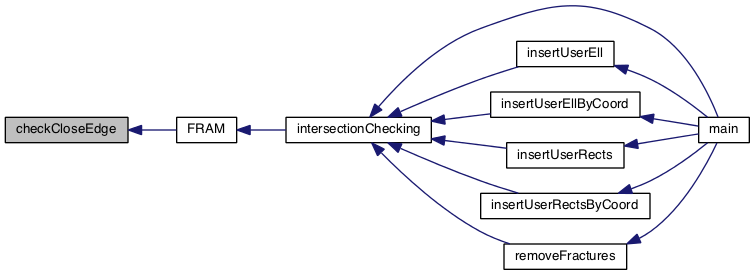 checkCloseEdge
FRAM
intersectionChecking
insertUserEll
insertUserEllByCoord
insertUserRects
insertUserRectsByCoord
removeFractures
main